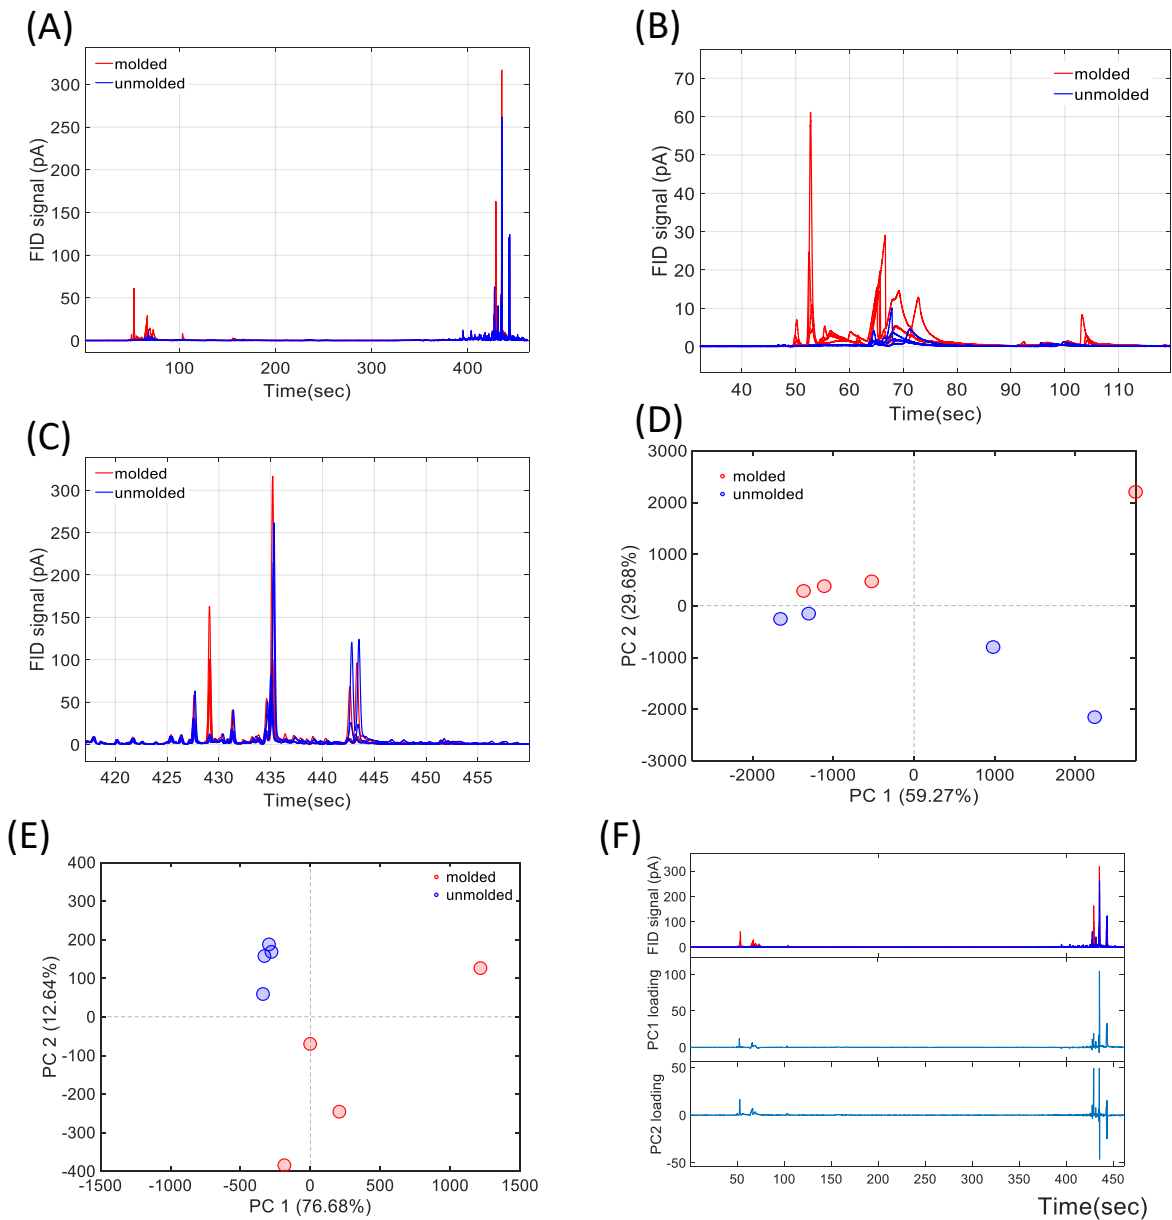 (A)
molded
unmolded
300
250
200
150
100
50
0
FID signal (pA)
100
200
300
400
Time(sec)
(B)
molded
unmolded
70
60
50
40
30
20
10
0
FID signal (pA)
40
50
60
70
80
90
100
110
Time(sec)
(C)
molded
unmolded
300
250
200
150
100
50
0
FID signal (pA)
420
425
430
435
440
445
450
455
Time(sec)
(D)
molded
unmolded
3000
2000
1000
0
-1000
-2000
-3000
PC 2 (29.68%)
-2000
-1000
0
1000
2000
PC 1 (59.27%)
(E)
molded
unmolded
400
300
200
100
0
-100
-200
-300
-400
PC 2 (12.64%)
-1500
-1000
-500
0
500
1000
1500
PC 1 (76.68%)
(F)
300
200
100
0
FID signal (pA)
100
50
0
PC1 loading
50
0
-50
PC2 loading
50
100
150
200
250
300
350
400
450
Time(sec)